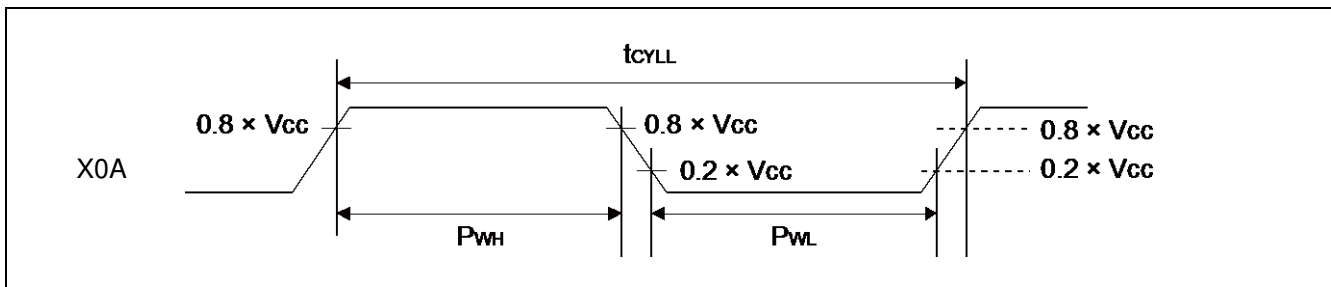 tCYLL
0.8 × Vcc
0.8 × Vcc
0.8 × Vcc
X0A
0.2 × Vcc
0.2 × Vcc
PWH
PWL